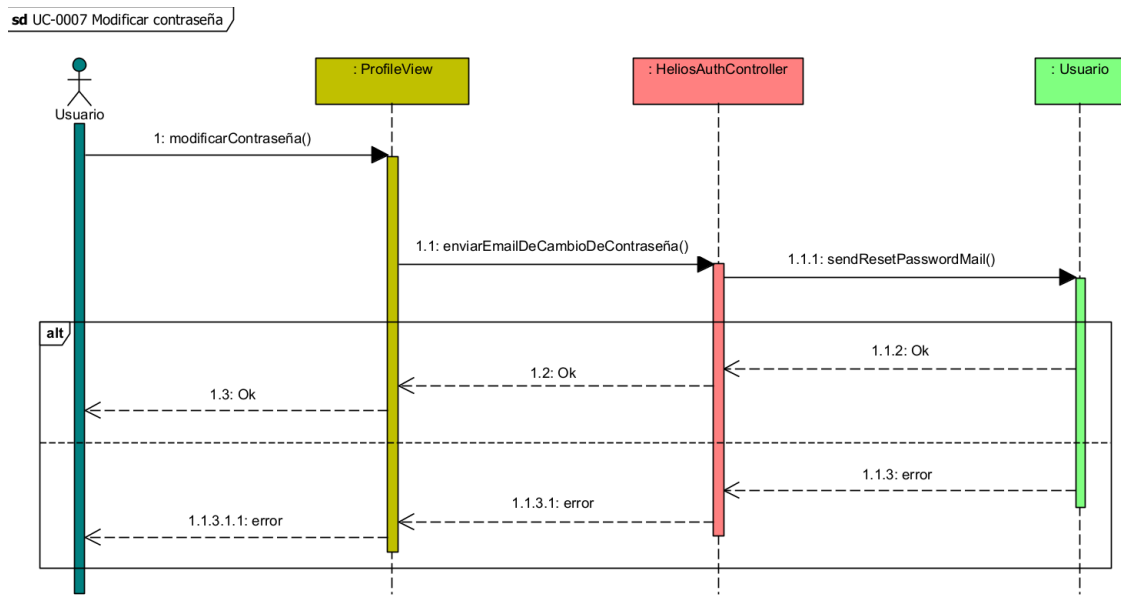 sd UC-0007 Modificar contraseña
: ProfileView
: HeliosAuthController
: Usuario
Usuario
1: modificarContraseña()
1.1: enviarEmailDeCambioDeContraseña()
1.1.1: sendResetPasswordMail()
alt
1.1.2: Ok
1.2: Ok
1.3: Ok
1.1.3: error
1.1.3.1: error
1.1.3.1.1: error